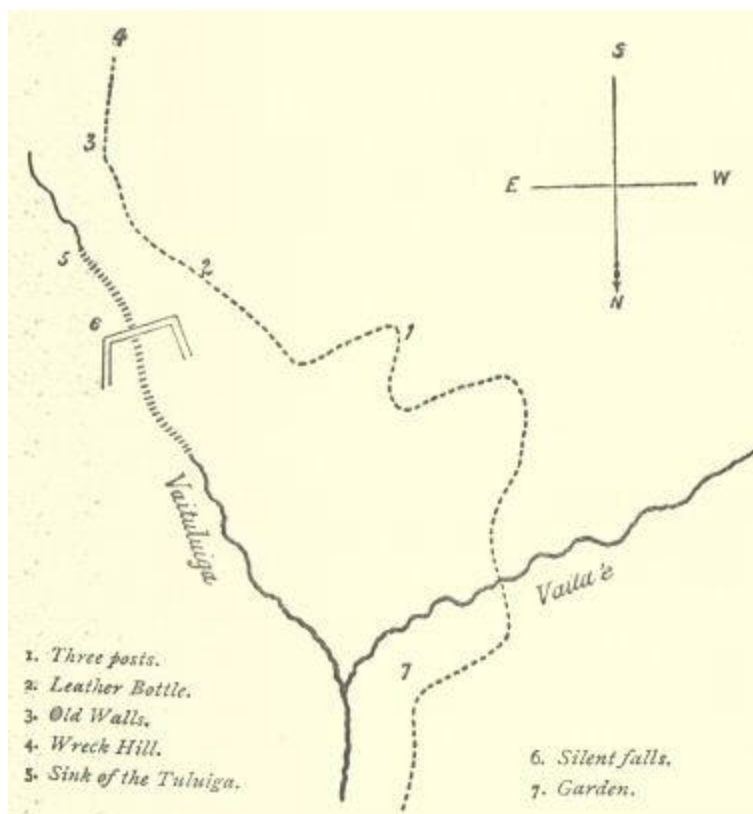 4
S
3
E W
5
2
N
6
1
Vaituluiga
Vaila'e
7
1. Three posts.
2. Leather Bottle.
3. Old Walls.
4. Wreck Hill.
5. Sink of the Tuluiga.
6. Silent falls.
7. Garden.